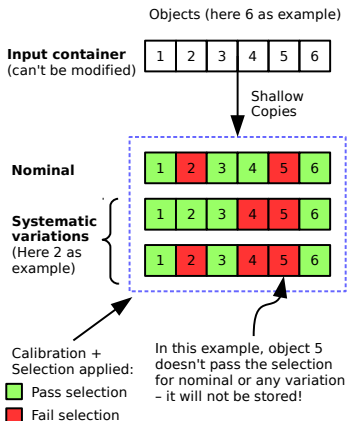 Objects (here 6 as example)
Input container
(can't be modified)
1 2 3 4 5 6
Shallow
Copies
Nominal
1 2 3 4 5 6
Systematic
variations
(Here 2 as
example)
1 2 3 4 5 6
1 2 3 4 5 6
Calibration +
Selection applied:
Pass selection
Fail selection
In this example, object 5
doesn't pass the selection
for nominal or any variation
– it will not be stored!